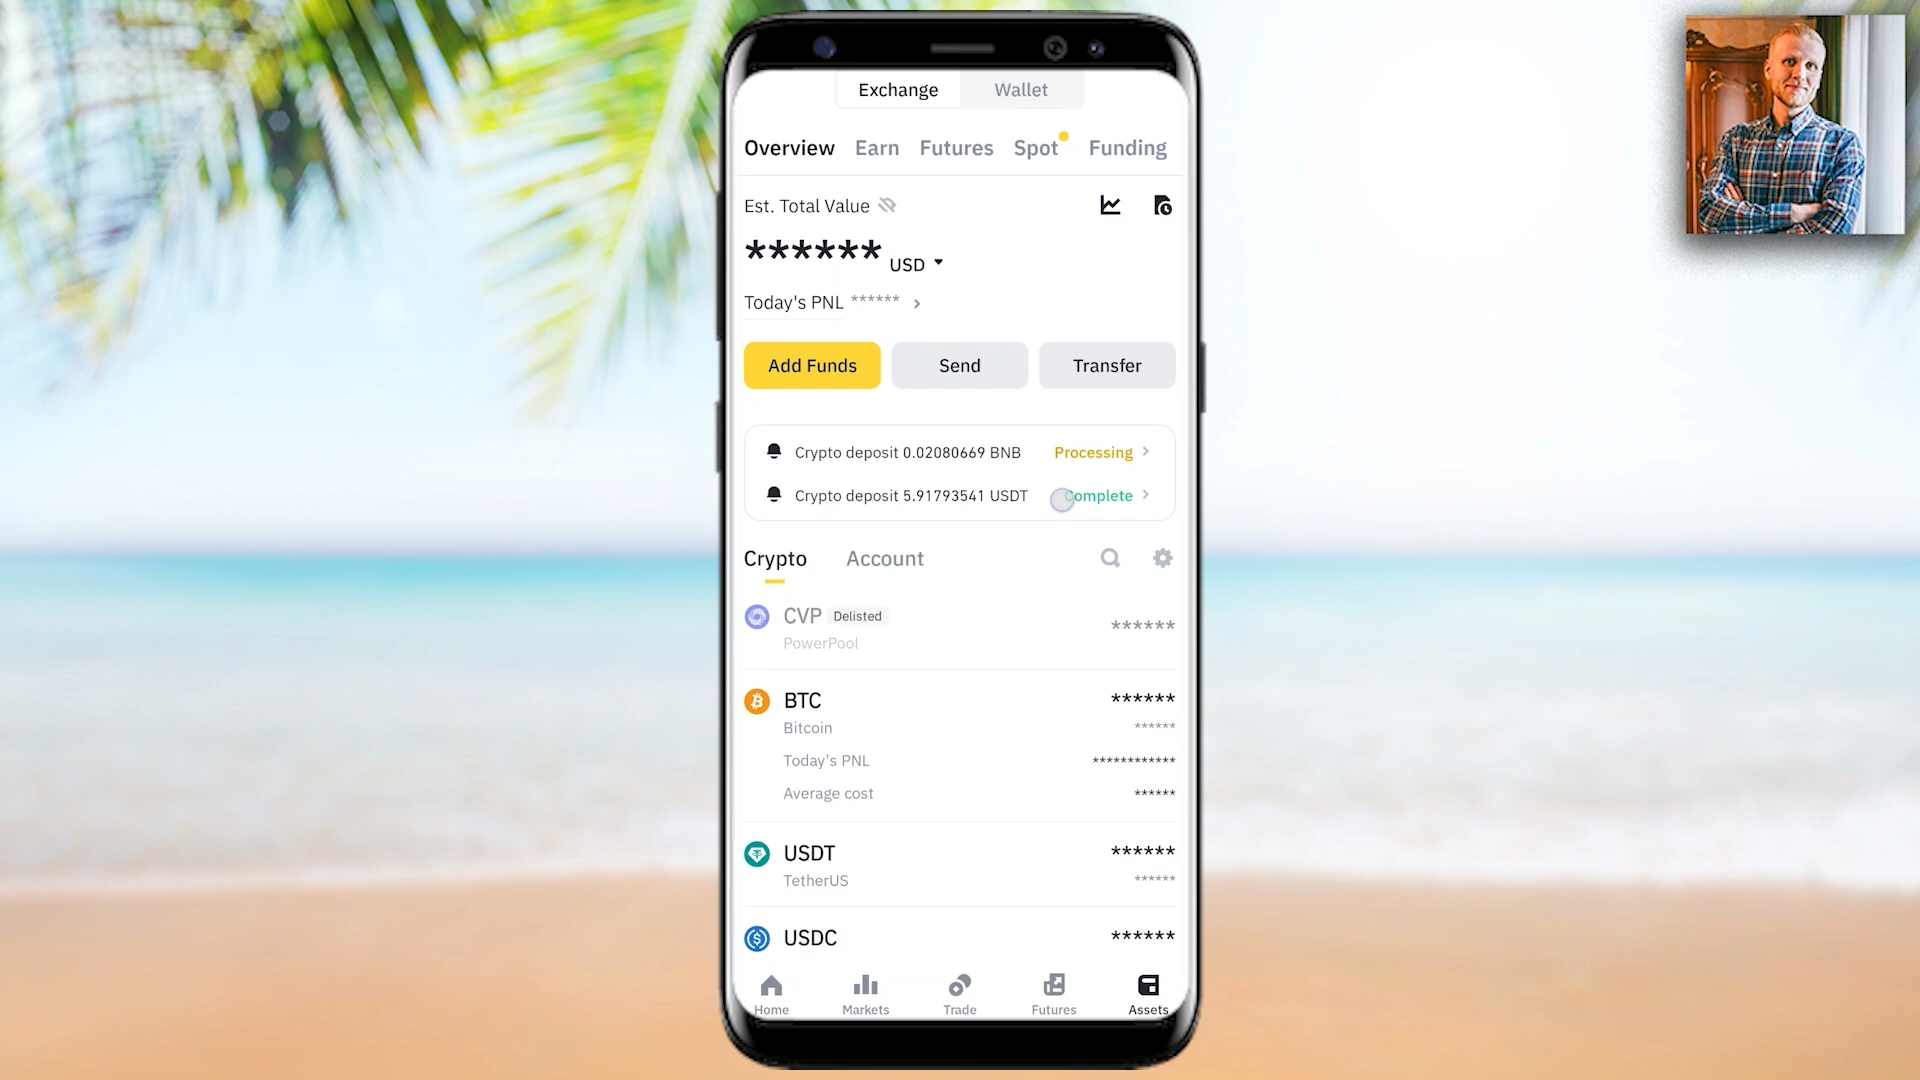 Exchange Wallet
Overview Earn Futures Spot Funding
Est. Total Value
****** USD
Today's PNL ******
Add Funds Send Transfer
Crypto deposit 0.02080669 BNB Processing
Crypto deposit 5.91793541 USDT Complete
Crypto Account
CVP Delisted ******
PowerPool
BTC ******
Bitcoin ******
Today's PNL ************
Average cost ******
USDT ******
TetherUS ******
USDC ******
Home Markets Trade Futures Assets